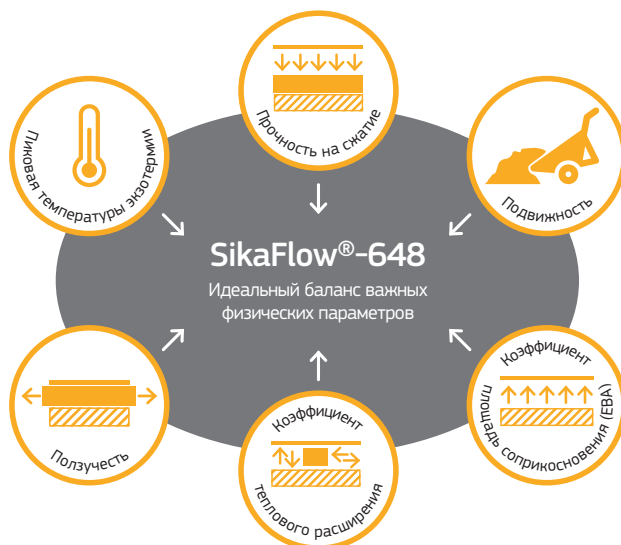 Прочность на сжатие
Пиковая температуры экзотермии
Подвижность
SikaFlow®-648
Идеальный баланс важных
физических параметров
Ползучесть
Коэффициент
теплового расширения
Коэффициент
площадь соприкосновения (EBA)